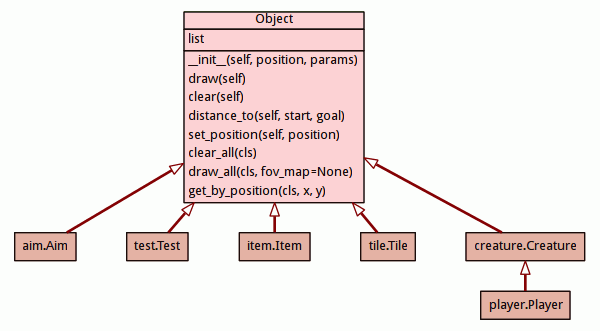 Object
list
__init__(self, position, params)
draw(self)
clear(self)
distance_to(self, start, goal)
set_position(self, position)
clear_all(cls)
draw_all(cls, fov_map=None)
get_by_position(cls, x, y)
aim.Aim
test.Test
item.Item
tile.Tile
creature.Creature
player.Player